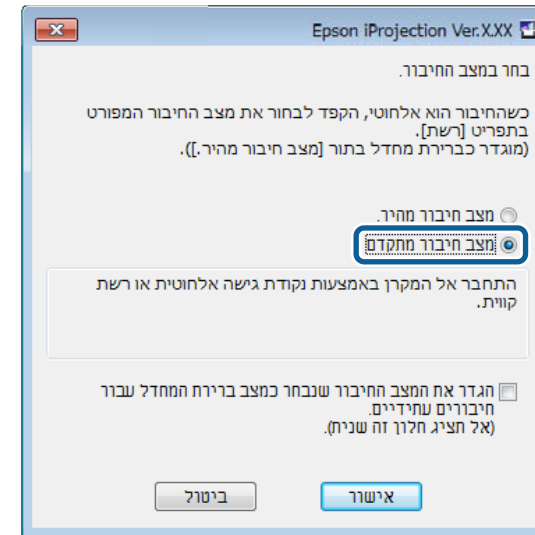 Epson iProjection Ver.X.XX
בחר במצב החיבור.
כשהחיבור הוא אלחוטי, הקפד לבחור את מצב החיבור המפורט
בתפריט [רשת].
(מוגדר כברירת מחדל בתור [מצב חיבור מהיר.]).
מצב חיבור מהיר.
מצב חיבור מתקדם
התחבר אל המקרן באמצעות נקודת גישה אלחוטית או רשת
קווית.
הגדר את המצב החיבור שנבחר כמצב ברירת המחדל עבור
חיבורים עתידיים.
(אל תציג חלון זה שנית).
אישור
ביטול